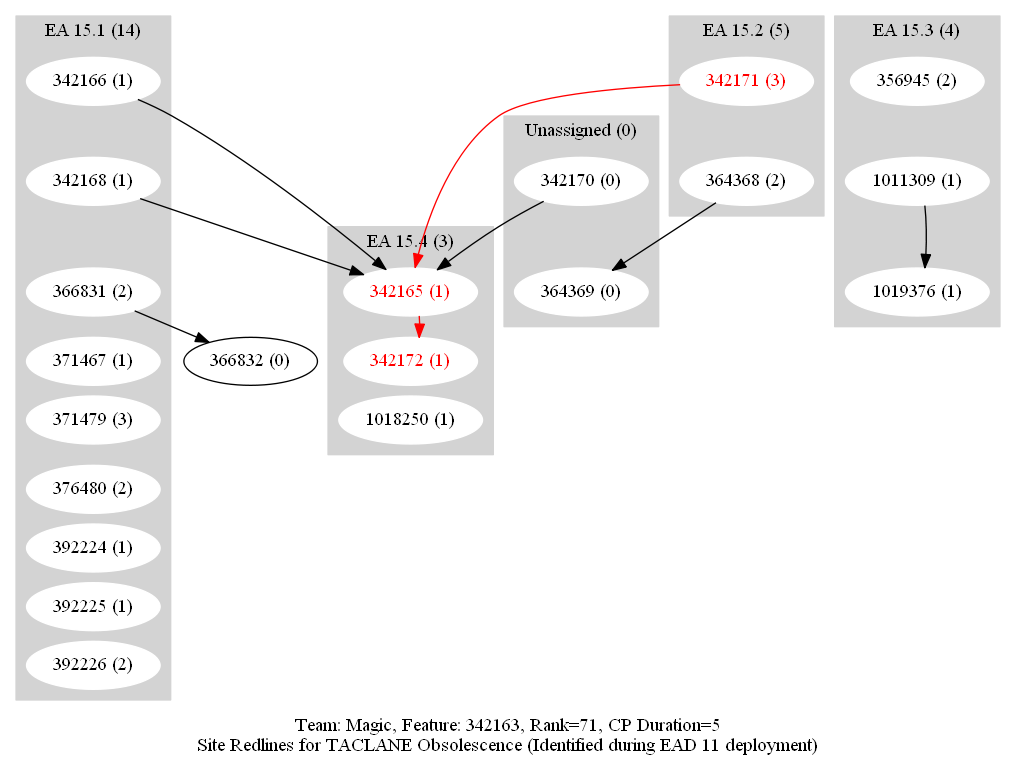 EA 15.1 (14)
342166 (1)
342168 (1)
366831 (2)
371467 (1)
371479 (3)
376480 (2)
392224 (1)
392225 (1)
392226 (2)
366832 (0)
EA 15.4 (3)
342165 (1)
342172 (1)
1018250 (1)
Unassigned (0)
342170 (0)
364369 (0)
EA 15.2 (5)
342171 (3)
364368 (2)
EA 15.3 (4)
356945 (2)
1011309 (1)
1019376 (1)
Team: Magic, Feature: 342163, Rank=71, CP Duration=5
Site Redlines for TACLANE Obsolescence (Identified during EAD 11 deployment)